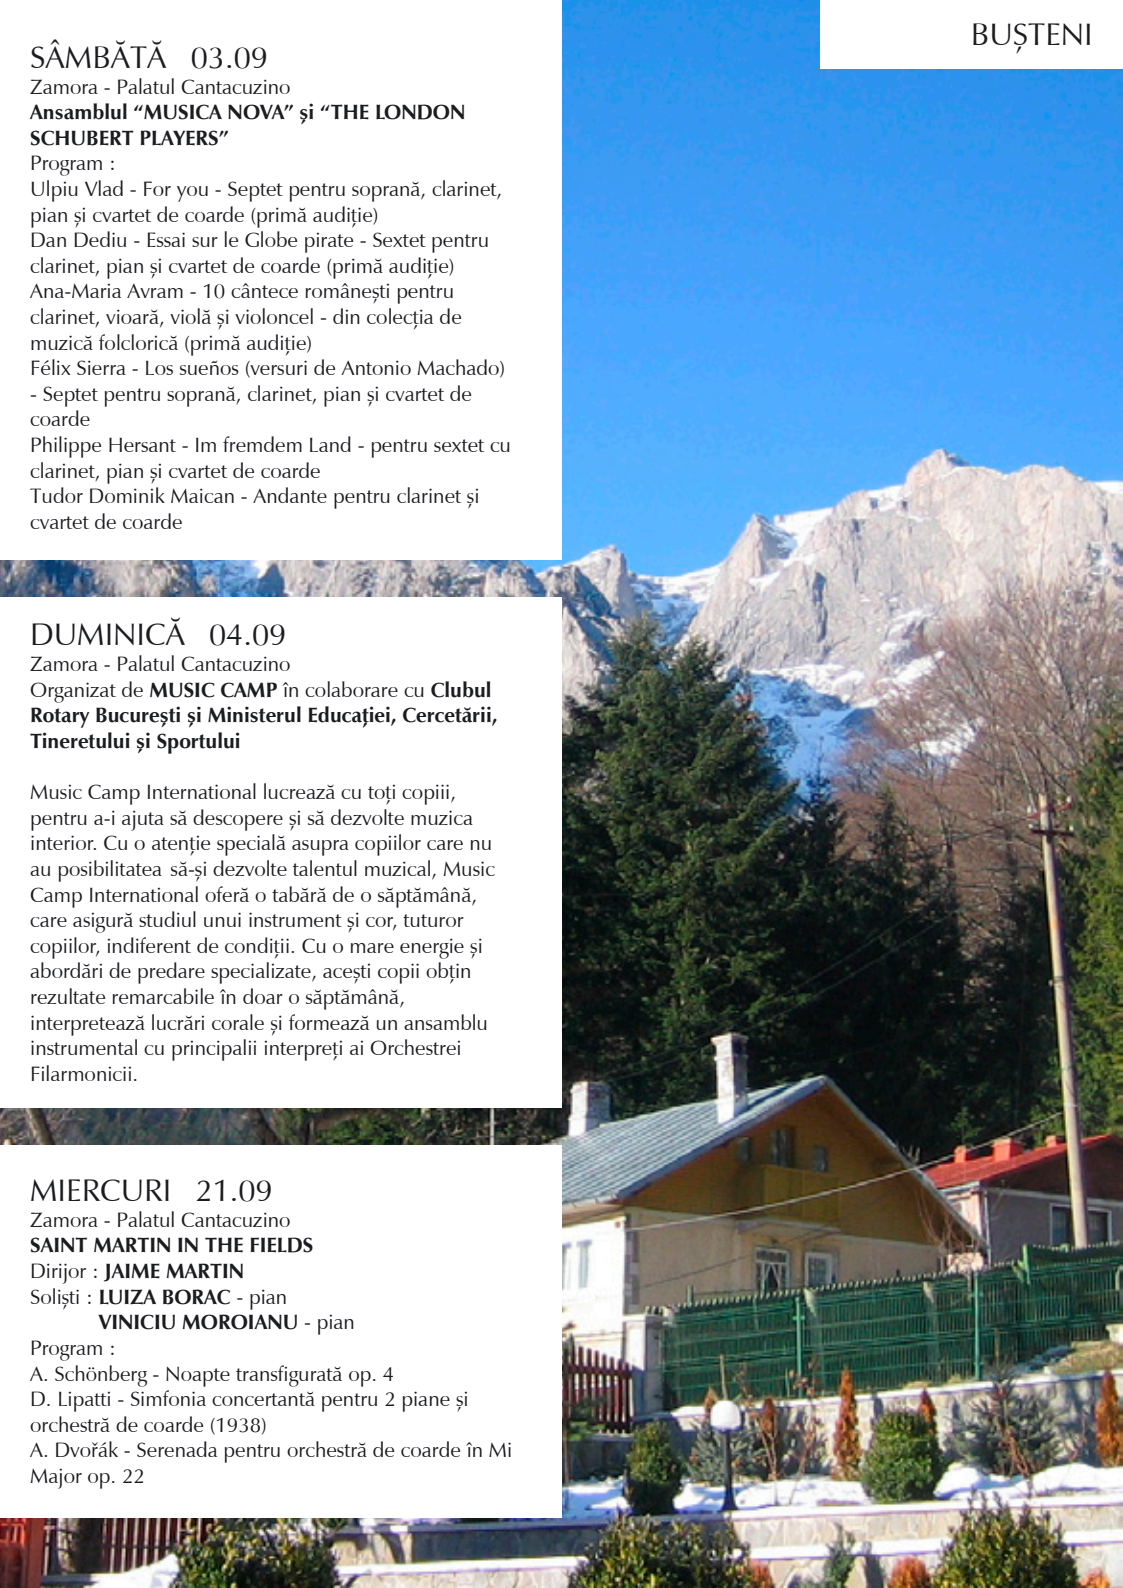 BUȘTENI
SÂMBĂTĂ 03.09
Zamora - Palatul Cantacuzino
Ansamblul “MUSICA NOVA” și “THE LONDON
SCHUBERT PLAYERS”
Program :
Ulpiu Vlad - For you - Septet pentru soprană, clarinet,
pian și cvartet de coarde (primă audiție)
Dan Dediu - Essai sur le Globe pirate - Sextet pentru
clarinet, pian și cvartet de coarde (primă audiție)
Ana-Maria Avram - 10 cântece românești pentru
clarinet, vioară, violă și violoncel - din colecția de
muzică folclorică (primă audiție)
Félix Sierra - Los sueños (versuri de Antonio Machado)
- Septet pentru soprană, clarinet, pian și cvartet de
coarde
Philippe Hersant - Im fremdem Land - pentru sextet cu
clarinet, pian și cvartet de coarde
Tudor Dominik Maican - Andante pentru clarinet și
cvartet de coarde
DUMINICĂ 04.09
Zamora - Palatul Cantacuzino
Organizat de MUSIC CAMP în colaborare cu Clubul
Rotary București și Ministerul Educației, Cercetării,
Tineretului și Sportului
Music Camp International lucrează cu toți copiii,
pentru a-i ajuta să descopere și să dezvolte muzica
interior. Cu o atenție specială asupra copiilor care nu
au posibilitatea să-și dezvolte talentul muzical, Music
Camp International oferă o tabără de o săptămână,
care asigură studiul unui instrument și cor, tuturor
copiilor, indiferent de condiții. Cu o mare energie și
abordări de predare specializate, acești copii obțin
rezultate remarcabile în doar o săptămână,
interpretează lucrări corale și formează un ansamblu
instrumental cu principalii interpreți ai Orchestrei
Filarmonicii.
MIERCURI 21.09
Zamora - Palatul Cantacuzino
SAINT MARTIN IN THE FIELDS
Dirijor : JAIME MARTIN
Soliști : LUIZA BORAC - pian
VINICIU MOROIANU - pian
Program :
A. Schönberg - Noapte transfigurată op. 4
D. Lipatti - Simfonia concertantă pentru 2 piane și
orchestră de coarde (1938)
A. Dvořák - Serenada pentru orchestră de coarde în Mi
Major op. 22